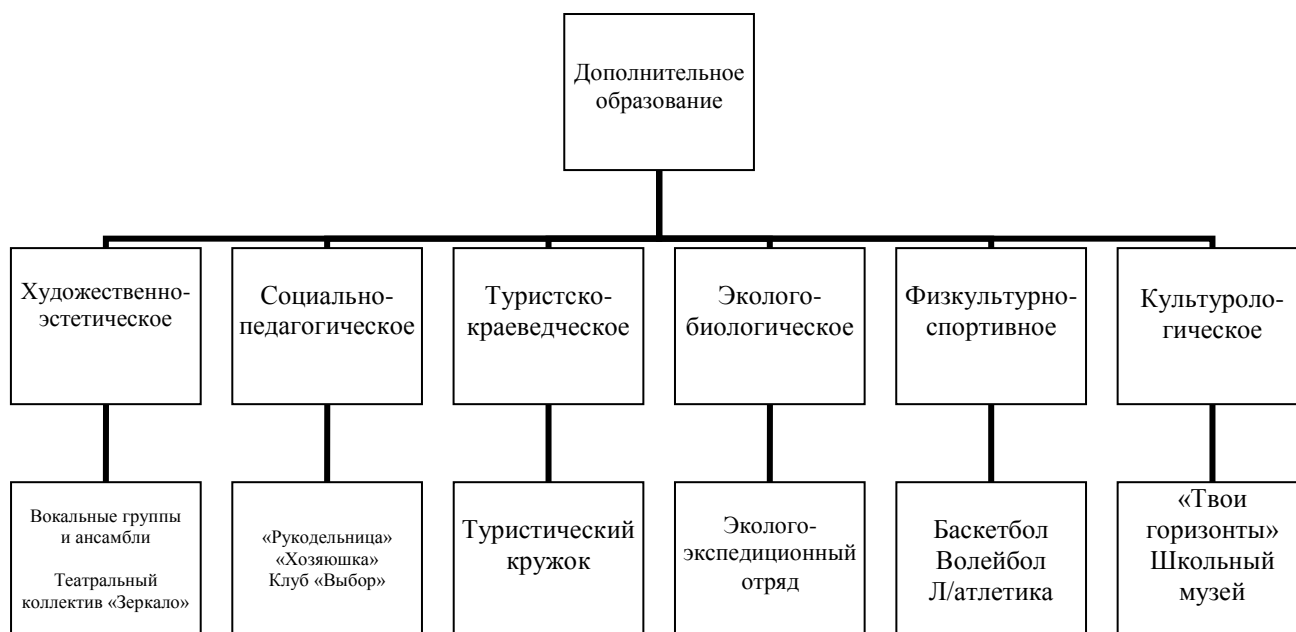 Дополнительное
образование
Художественно-
эстетическое
Социально-
педагогическое
Туристско-
краеведческое
Эколого-
биологическое
Физкультурно-
спортивное
Культуроло-
гическое
Вокальные группы
и ансамбли
Театральный
коллектив «Зеркало»
«Рукодельница»
«Хозяюшка»
Клуб «Выбор»
Туристический
кружок
Эколого-
экспедиционный
отряд
Баскетбол
Волейбол
Л/атлетика
«Твои
горизонты»
Школьный
музей